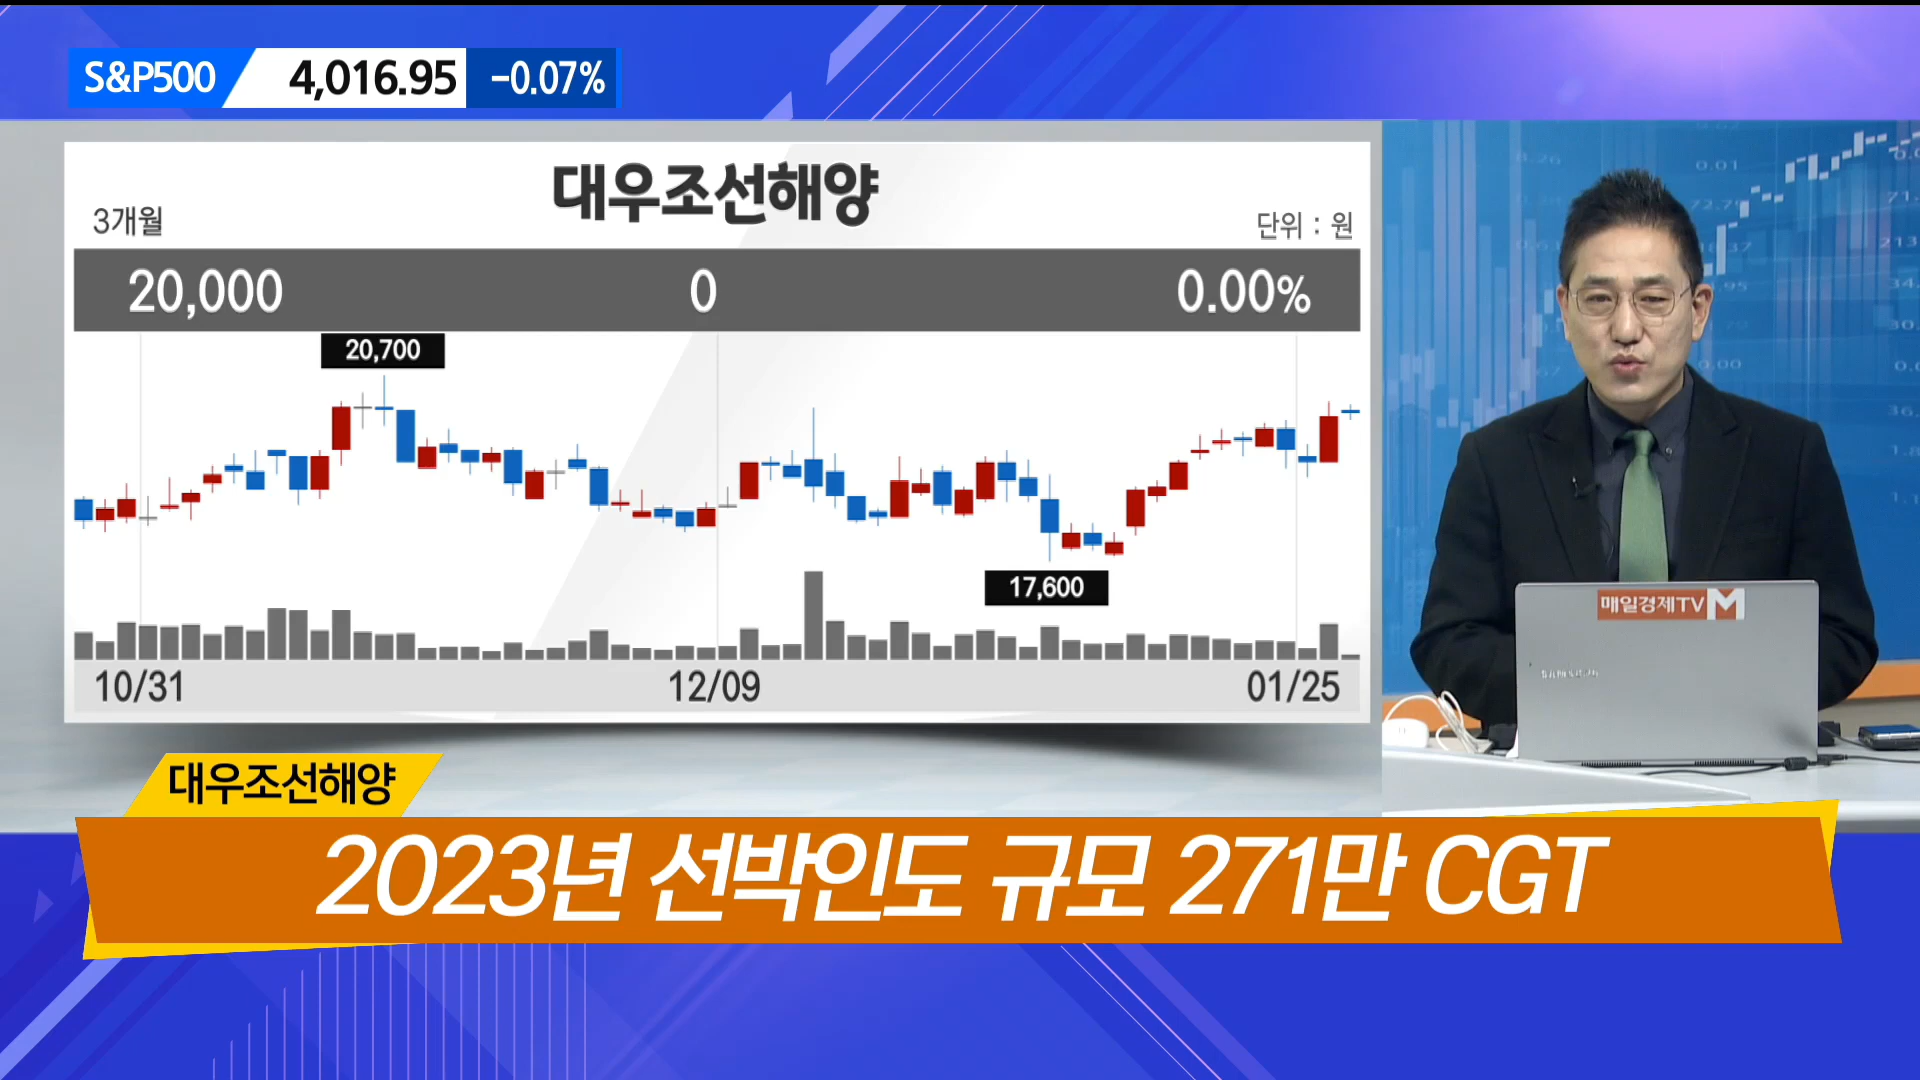 S&P500 4,016.95 -0.07%
대우조선해양
3개월
단위 : 원
20,000 0 0.00%
20,700
17,600
10/31 12/09 01/25
매일경제TV M
대우조선해양
2023년 선박인도 규모 271만 CGT